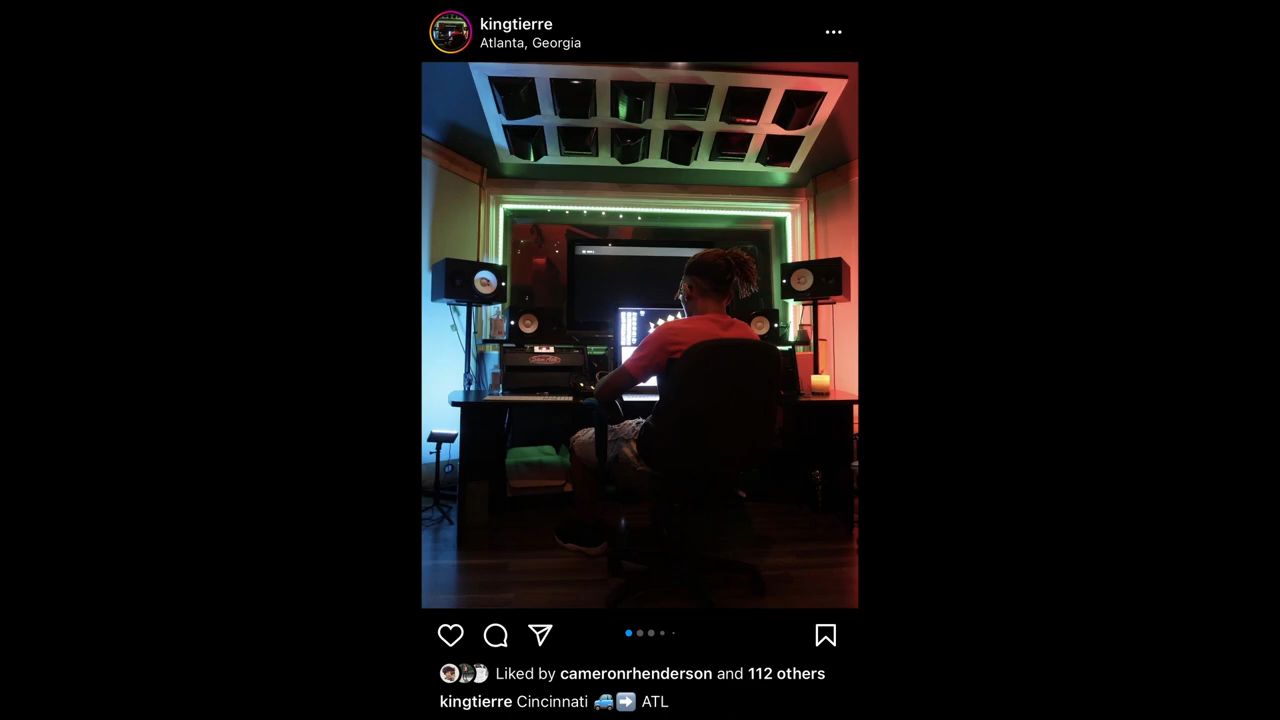 kingtierre
Atlanta, Georgia
Liked by cameronrhenderson and 112 others
kingtierre Cincinnati 🚙➡️ ATL